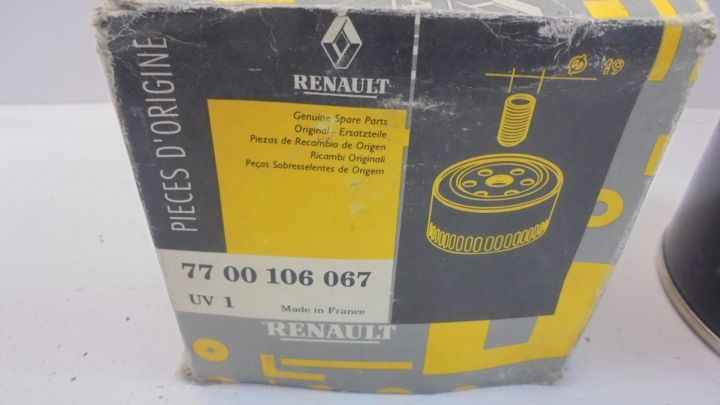 PIECES D'ORIGINE
RENAULT
Genuine Spare Parts
Original - Ersatzteile
Piezas de Recambio de Origen
Ricambi Originali
Peças Sobresselentes de Origem
Ø 19
77 00 106 067
UV 1
Made in France
RENAULT